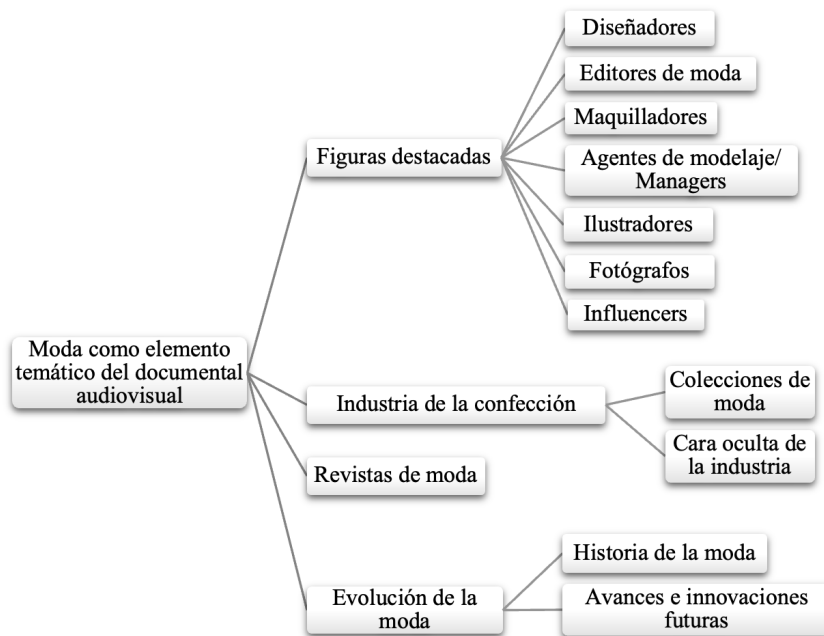 Moda como elemento
temático del documental
audiovisual
Figuras destacadas
Diseñadores
Editores de moda
Maquilladores
Agentes de modelaje/
Managers
Ilustradores
Fotógrafos
Influencers
Industria de la confección
Colecciones de
moda
Cara oculta de
la industria
Revistas de moda
Evolución de la
moda
Historia de la moda
Avances e innovaciones
futuras